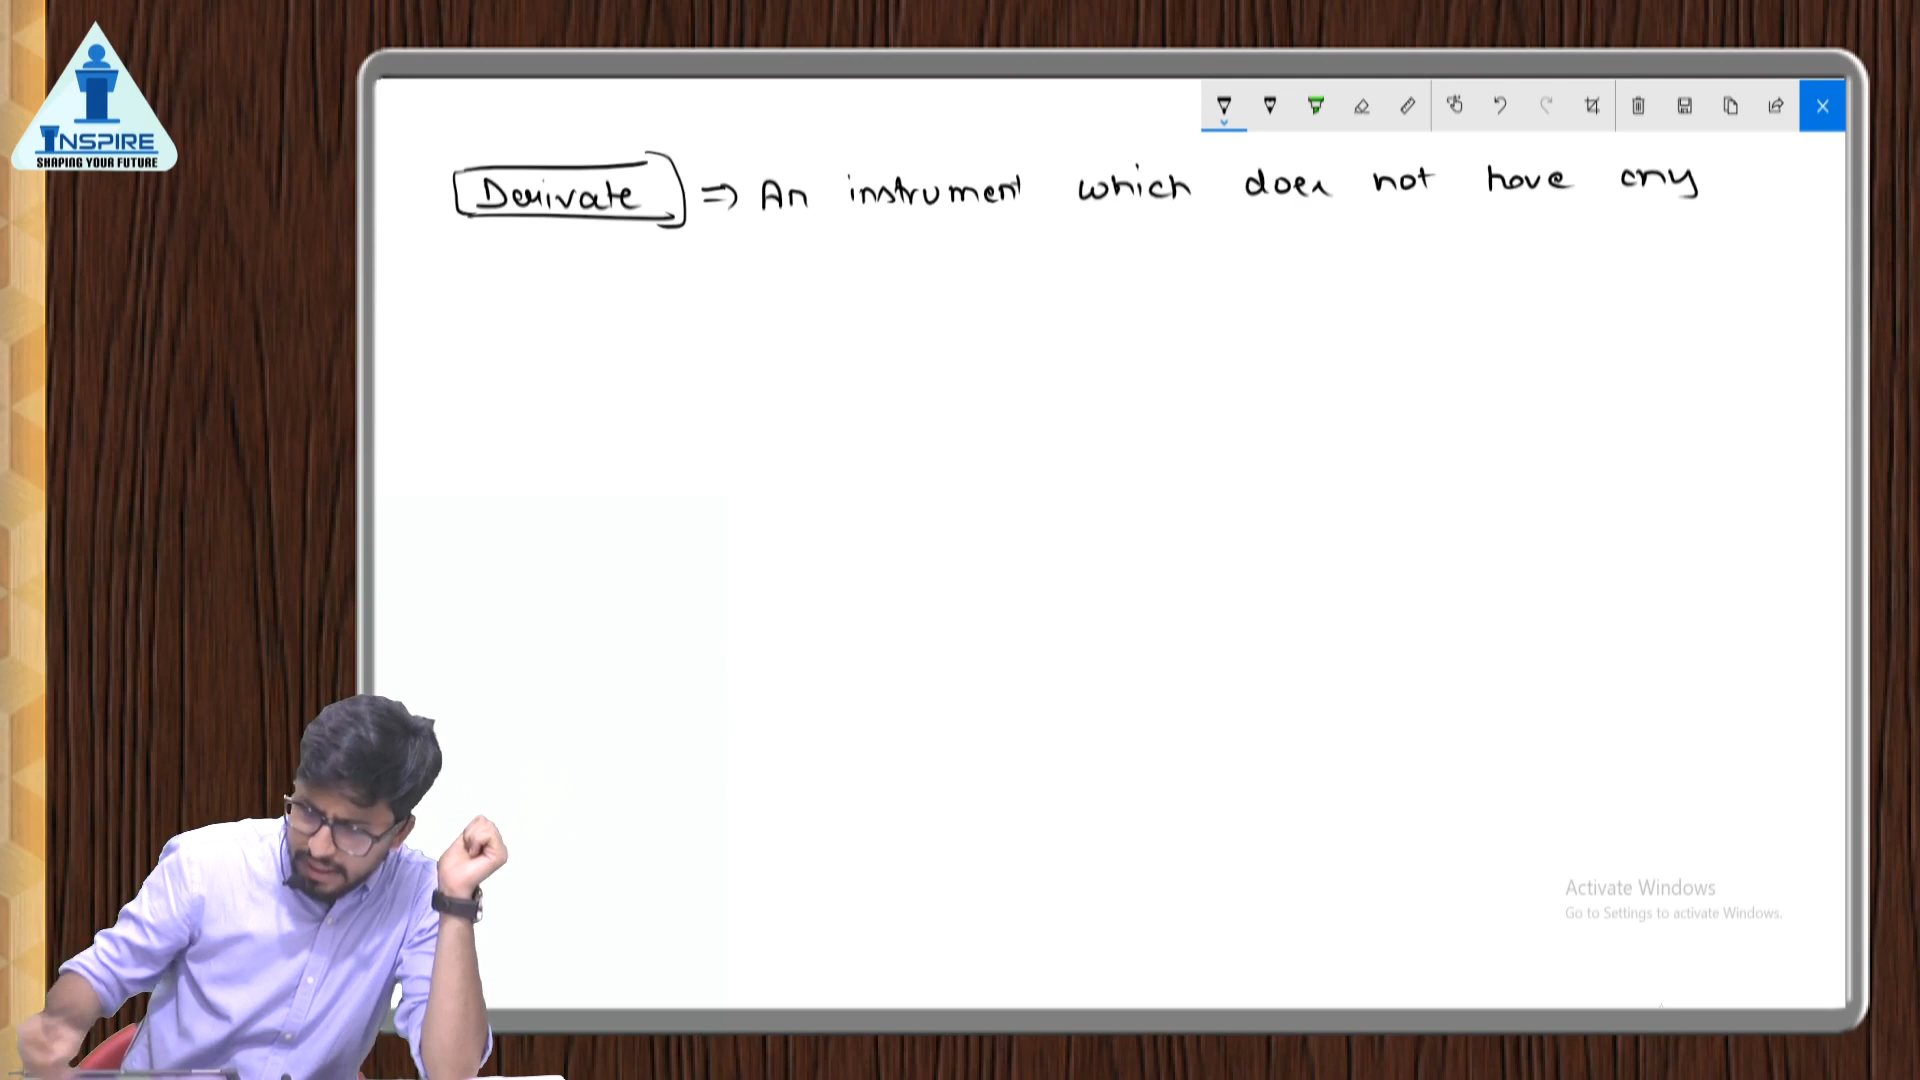 INSPIRE
SHAPING YOUR FUTURE
Derivate ⇒ An instrument which does not have any
Activate Windows
Go to Settings to activate Windows.